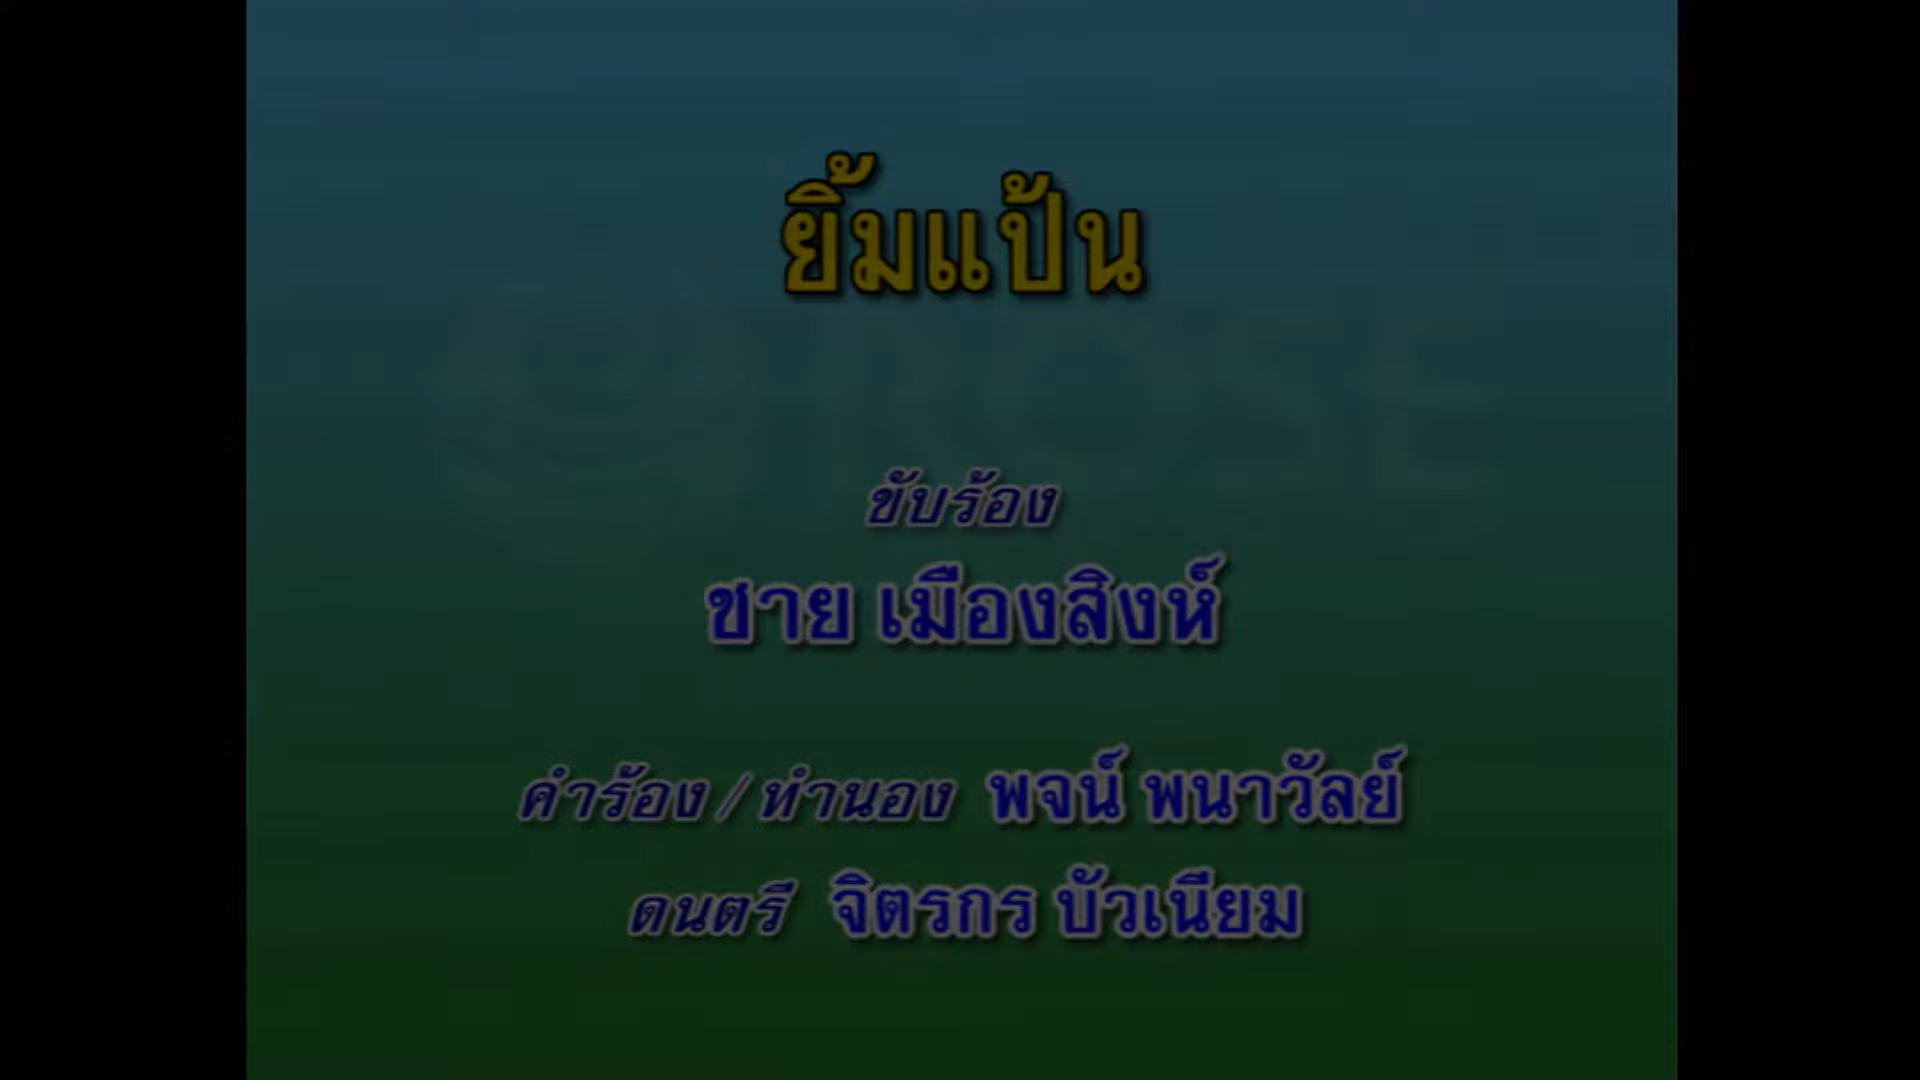 ยิ้มแป้น
ROSE
ขับร้อง
ชาย เมืองสิงห์
คำร้อง / ทำนอง พจน์ พนาวัลย์
ดนตรี จิตรกร บัวเนียม